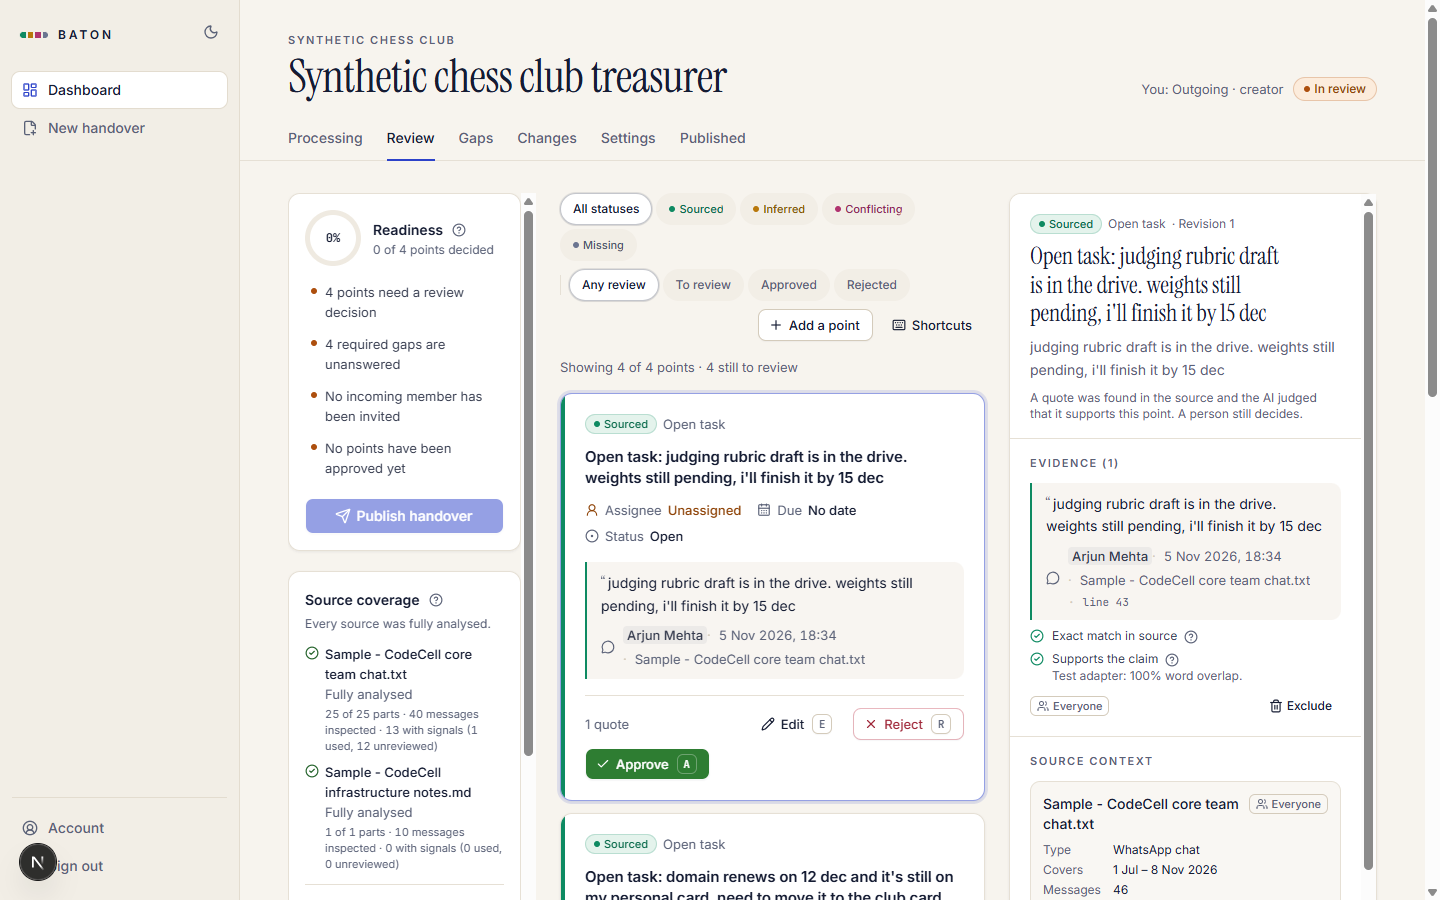 BATON
Dashboard
New handover
Account
ign out
N
SYNTHETIC CHESS CLUB
Synthetic chess club treasurer
You: Outgoing · creator
In review
Processing
Review
Gaps
Changes
Settings
Published
0%
Readiness
0 of 4 points decided
4 points need a review
decision
4 required gaps are
unanswered
No incoming member has
been invited
No points have been
approved yet
Publish handover
Source coverage
Every source was fully analysed.
Sample - CodeCell core
team chat.txt
Fully analysed
25 of 25 parts · 40 messages
inspected · 13 with signals (1
used, 12 unreviewed)
Sample - CodeCell
infrastructure notes.md
Fully analysed
1 of 1 parts · 10 messages
inspected · 0 with signals (0 used,
0 unreviewed)
All statuses
Sourced
Inferred
Conflicting
Missing
Any review
To review
Approved
Rejected
Add a point
Shortcuts
Showing 4 of 4 points · 4 still to review
Sourced
Open task
Open task: judging rubric draft is in the drive.
weights still pending, i'll finish it by 15 dec
Assignee Unassigned
Due No date
Status Open
“judging rubric draft is in the drive. weights still
pending, i'll finish it by 15 dec
Arjun Mehta · 5 Nov 2026, 18:34
· Sample - CodeCell core team chat.txt
1 quote
Edit E
Reject R
Approve A
Sourced
Open task
Open task: domain renews on 12 dec and it's still on
my personal card. need to move it to the club card
Sourced
Open task · Revision 1
Open task: judging rubric draft
is in the drive. weights still
pending, i'll finish it by 15 dec
judging rubric draft is in the drive. weights still
pending, i'll finish it by 15 dec
A quote was found in the source and the AI judged
that it supports this point. A person still decides.
EVIDENCE (1)
“judging rubric draft is in the drive.
weights still pending, i'll finish it by 15 dec
Arjun Mehta · 5 Nov 2026, 18:34
· Sample - CodeCell core team chat.txt
· line 43
Exact match in source
Supports the claim
Test adapter: 100% word overlap.
Everyone
Exclude
SOURCE CONTEXT
Sample - CodeCell core team
chat.txt
Everyone
Type WhatsApp chat
Covers 1 Jul – 8 Nov 2026
Messages 46